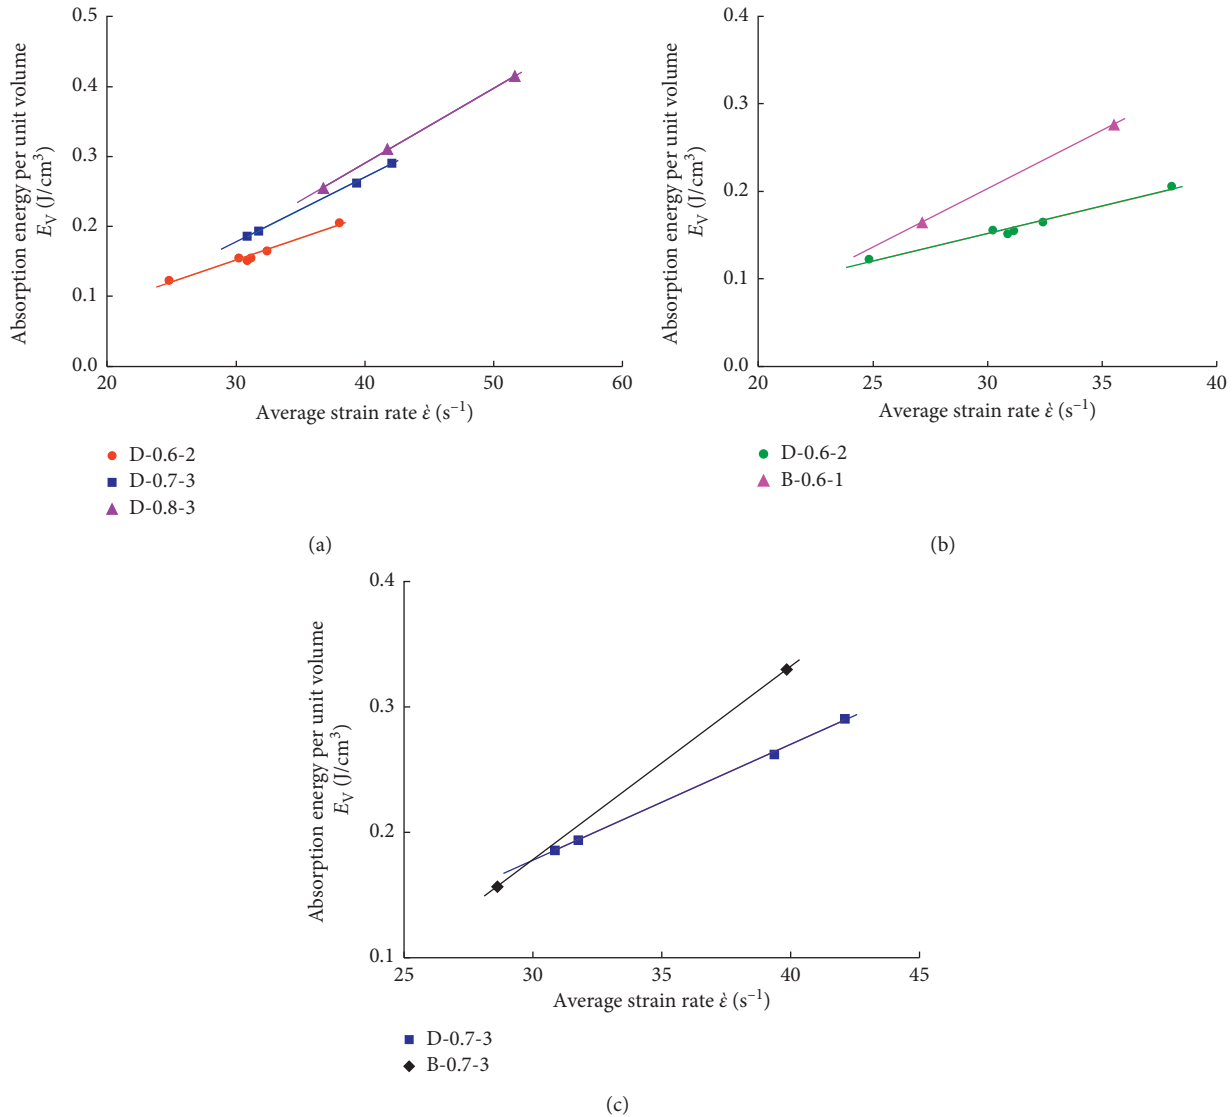 Absorption energy per unit volume
E_V (J/cm³)
0.5
0.4
0.3
0.2
0.1
0.0
20 30 40 50 60
Average strain rate ε̇ (s⁻¹)
D-0.6-2
D-0.7-3
D-0.8-3
(a)
Absorption energy per unit volume
E_V (J/cm³)
0.4
0.3
0.2
0.1
0.0
20 25 30 35 40
Average strain rate ε̇ (s⁻¹)
D-0.6-2
B-0.6-1
(b)
Absorption energy per unit volume
E_V (J/cm³)
0.4
0.3
0.2
0.1
25 30 35 40 45
Average strain rate ε̇ (s⁻¹)
D-0.7-3
B-0.7-3
(c)